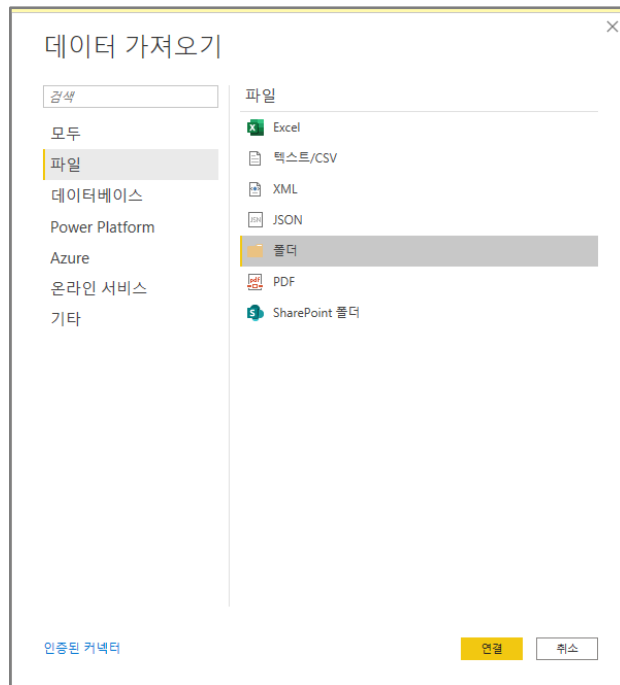 데이터 가져오기
검색
모두
파일
데이터베이스
Power Platform
Azure
온라인 서비스
기타
파일
Excel
텍스트/CSV
XML
JSON
폴더
PDF
SharePoint 폴더
인증된 커넥터
연결
취소